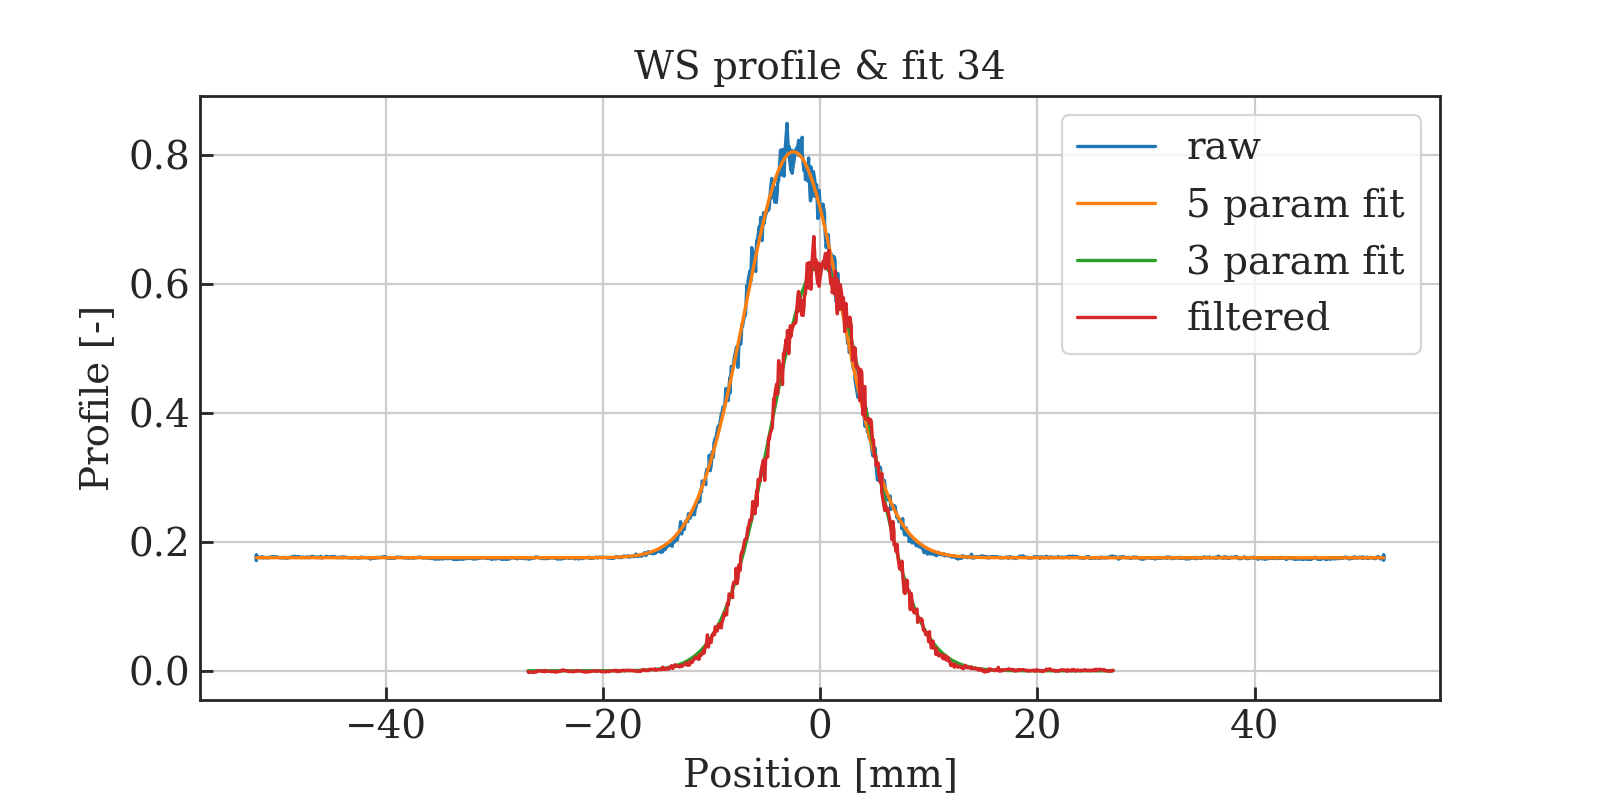 WS profile & fit 34
Profile [-]
0.8
0.6
0.4
0.2
0.0
raw
5 param fit
3 param fit
filtered
−40
−20
0
20
40
Position [mm]